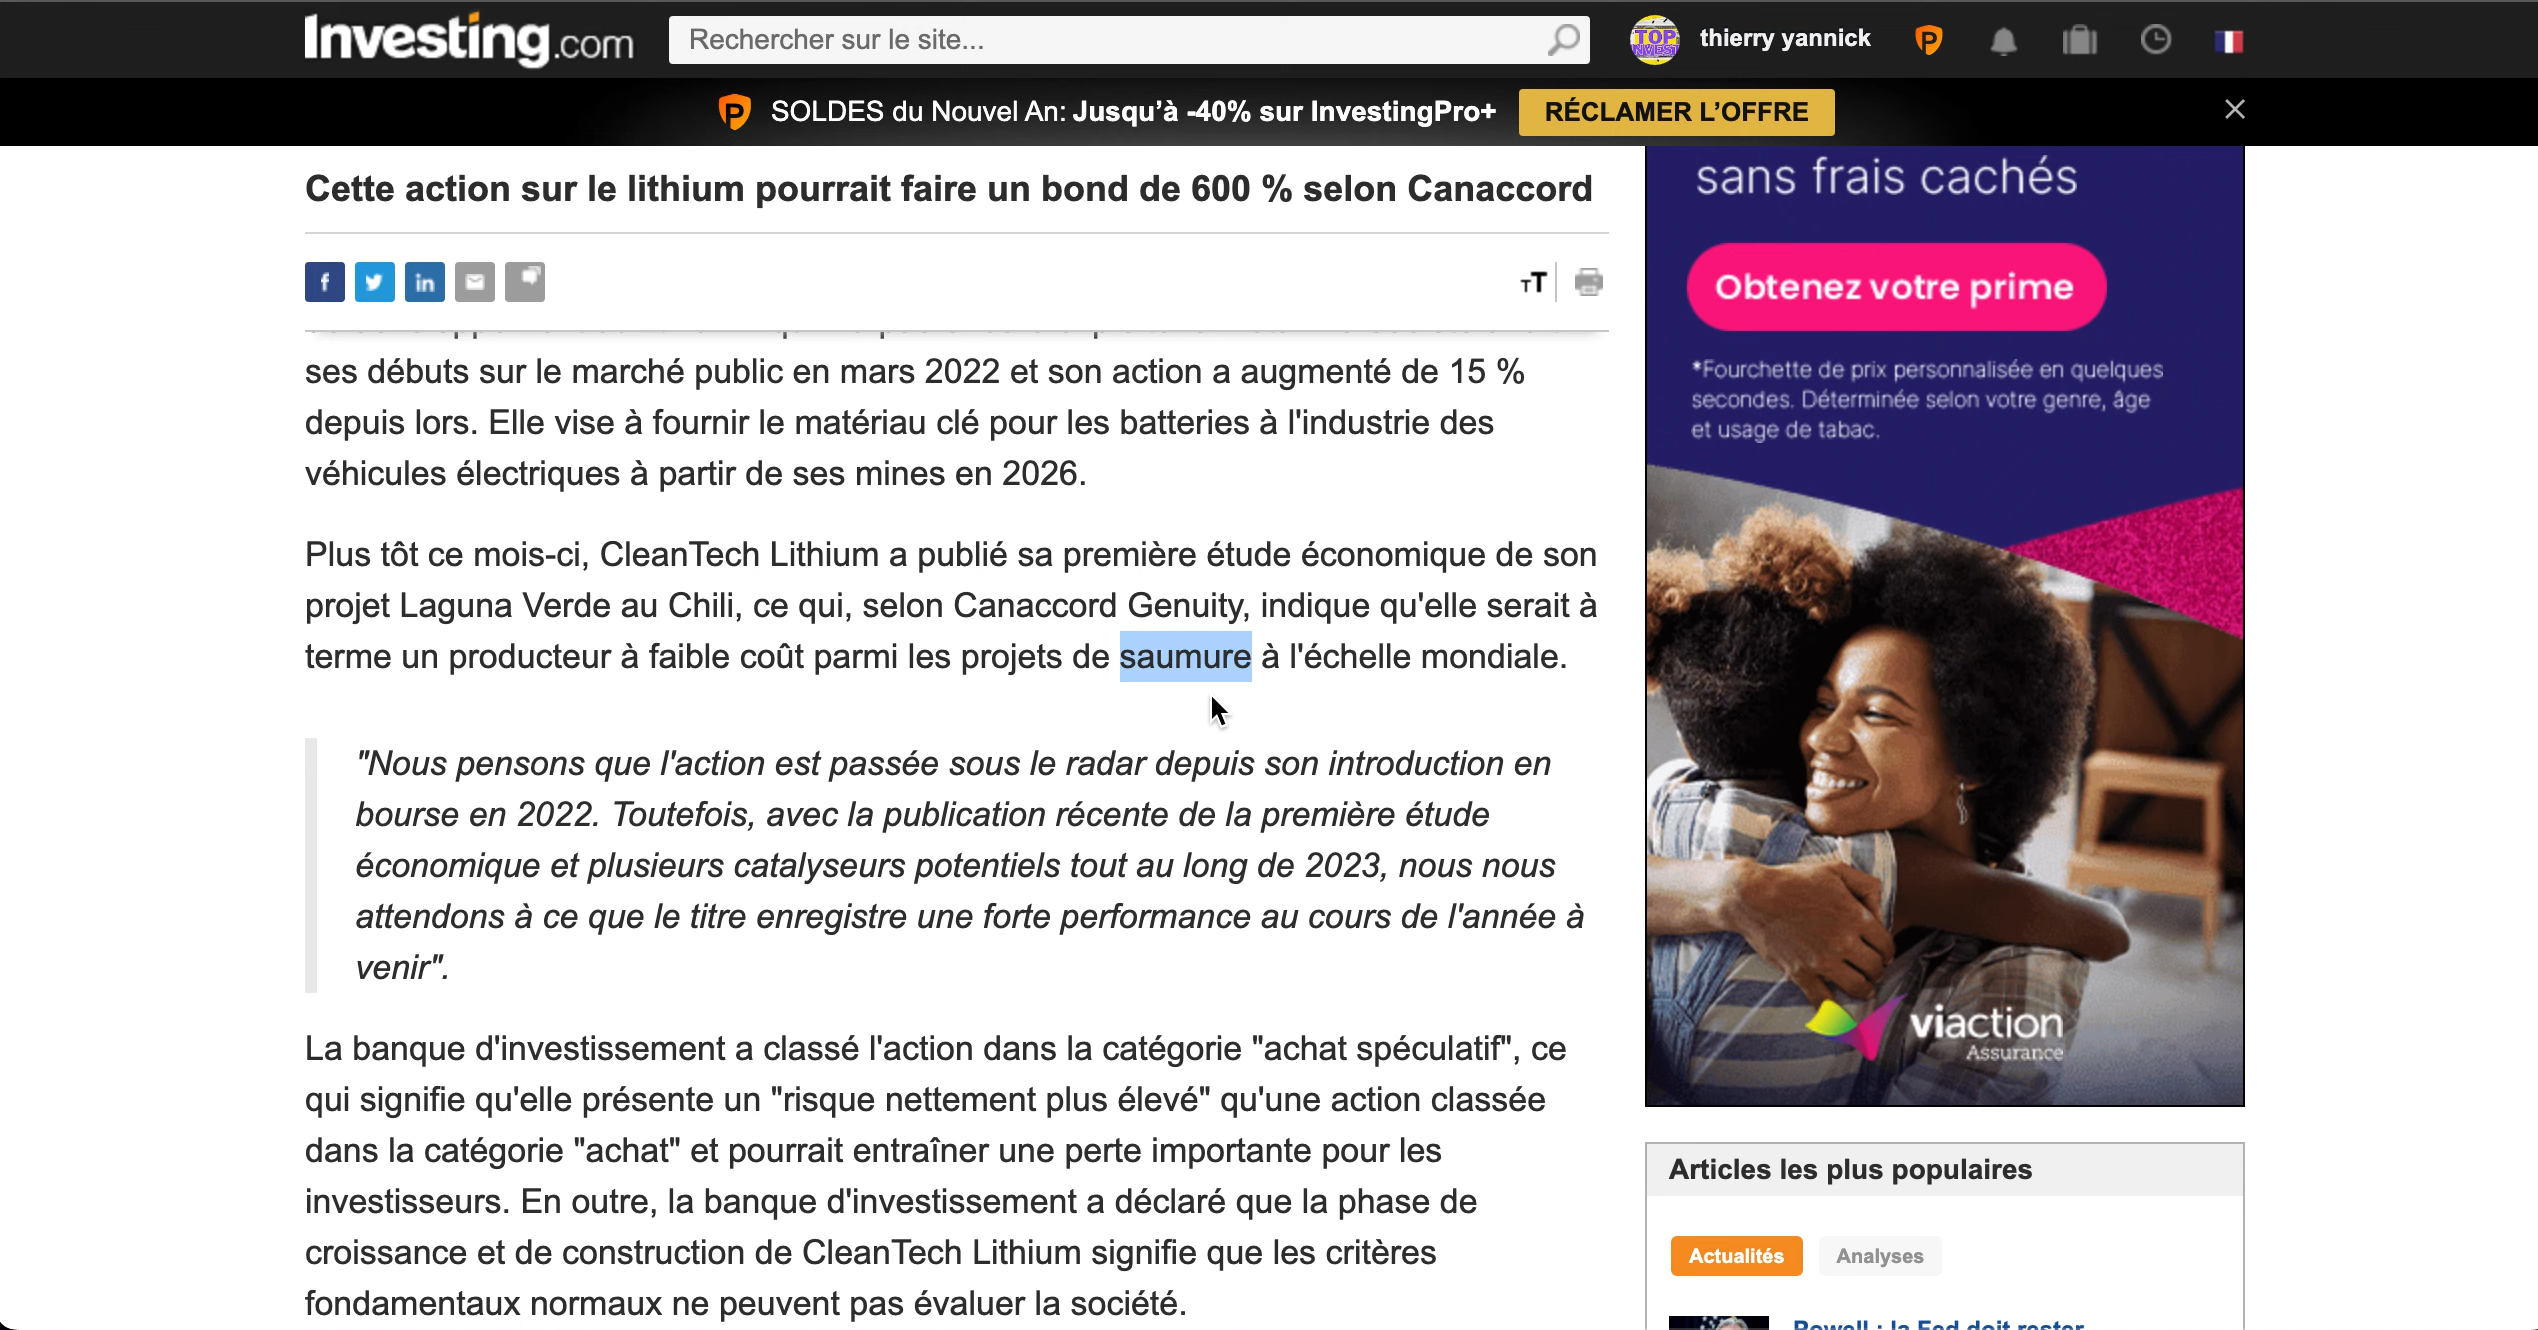 Investing.com
Rechercher sur le site...
TOP INVEST
thierry yannick
SOLDES du Nouvel An: Jusqu’à -40% sur InvestingPro+
RÉCLAMER L’OFFRE
Cette action sur le lithium pourrait faire un bond de 600 % selon Canaccord
ses débuts sur le marché public en mars 2022 et son action a augmenté de 15 %
depuis lors. Elle vise à fournir le matériau clé pour les batteries à l'industrie des
véhicules électriques à partir de ses mines en 2026.
Plus tôt ce mois-ci, CleanTech Lithium a publié sa première étude économique de son
projet Laguna Verde au Chili, ce qui, selon Canaccord Genuity, indique qu'elle serait à
terme un producteur à faible coût parmi les projets de saumure à l'échelle mondiale.
"Nous pensons que l'action est passée sous le radar depuis son introduction en
bourse en 2022. Toutefois, avec la publication récente de la première étude
économique et plusieurs catalyseurs potentiels tout au long de 2023, nous nous
attendons à ce que le titre enregistre une forte performance au cours de l'année à
venir".
La banque d'investissement a classé l'action dans la catégorie "achat spéculatif", ce
qui signifie qu'elle présente un "risque nettement plus élevé" qu'une action classée
dans la catégorie "achat" et pourrait entraîner une perte importante pour les
investisseurs. En outre, la banque d'investissement a déclaré que la phase de
croissance et de construction de CleanTech Lithium signifie que les critères
fondamentaux normaux ne peuvent pas évaluer la société.
sans frais cachés
Obtenez votre prime
*Fourchette de prix personnalisée en quelques
secondes. Déterminée selon votre genre, âge
et usage de tabac.
viaction
Assurance
Articles les plus populaires
Actualités
Analyses
Powell : la Fed doit rester